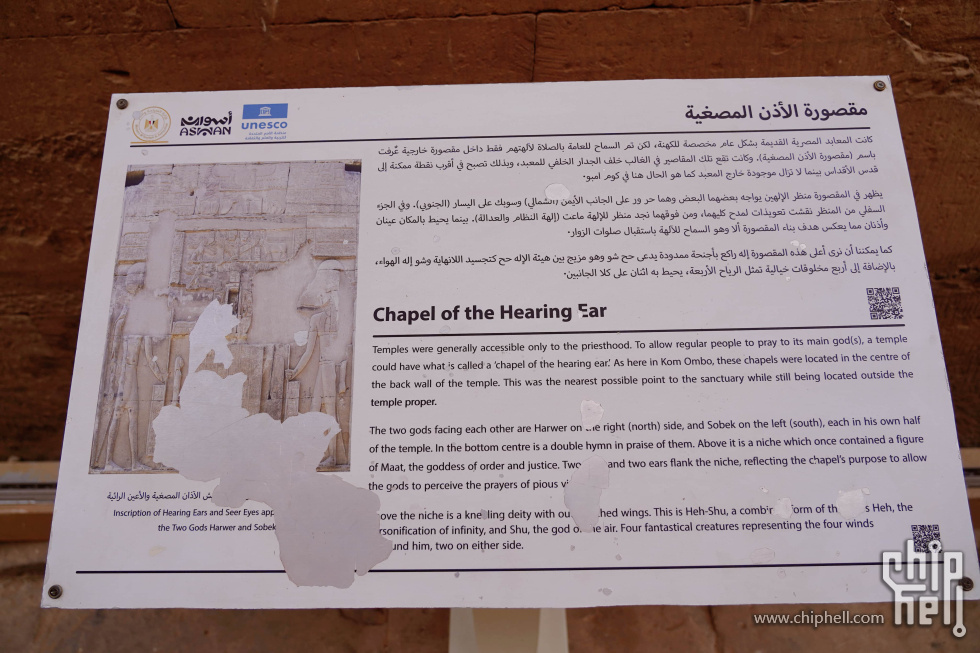 أسوان
ASWAN
unesco
مقصورة الأذن المصغية
كانت المعابد المصرية القديمة بشكل عام مخصصة للكهنة، لكن تم السماح للعامة بالصلاة لآلهتهم فقط داخل مقصورة خارجية عُرفت
باسم (مقصورة الأذن المصغية). وكانت تقع تلك المقاصير في الغالب خلف الجدار الخلفي للمعبد، وبذلك تصبح في أقرب نقطة ممكنة إلى
قدس الأقداس بينما لا تزال موجودة خارج المعبد كما هو الحال هنا في كوم امبو.
يظهر في المقصورة منظر الإلهين يواجه بعضهما البعض وهما حر ور على الجانب الأيمن (الشمالي) وسوبك على اليسار (الجنوبي). وفي الجزء
السفلي من المنظر نقشت تعويذات لمدح كليهما، ومن فوقهما نجد منظر للإلهة ماعت (إلهة النظام والعدالة). بينما يحيط بالمكان عينان
وأذنان مما يعكس هدف بناء المقصورة ألا وهو السماح للآلهة باستقبال صلوات الزوار.
كما يمكننا أن نرى أعلى هذه المقصورة إله راكع بأجنحة ممدودة يدعى حح شو وهو مزيج بين هيئة الإله حح كتجسيد اللانهاية وشو إله الهواء،
بالإضافة إلى أربع مخلوقات خيالية تمثل الرياح الأربعة، يحيط به اثنان على كلا الجانبين.
Chapel of the Hearing Ear
Temples were generally accessible only to the priesthood. To allow regular people to pray to its main god(s), a temple
could have what is called a ‘chapel of the hearing ear.’ As here in Kom Ombo, these chapels were located in the centre of
the back wall of the temple. This was the nearest possible point to the sanctuary while still being located outside the
temple proper.
The two gods facing each other are Harwer on the right (north) side, and Sobek on the left (south), each in his own half
of the temple. In the bottom centre is a double hymn in praise of them. Above it is a niche which once contained a figure
of Maat, the goddess of order and justice. Two and two ears flank the niche, reflecting the chapel's purpose to allow
the gods to perceive the prayers of pious
ove the niche is a kneeling deity with hed wings. This is Heh-Shu, a combin form of th s Heh, the
rsonification of infinity, and Shu, the god o he air. Four fantastical creatures representing the four winds
und him, two on either side.
ش الآذان المصغية والأعين الرائية
Inscription of Hearing Ears and Seer Eyes app
the Two Gods Harwer and Sobek
www.chiphell.com
chip
hell